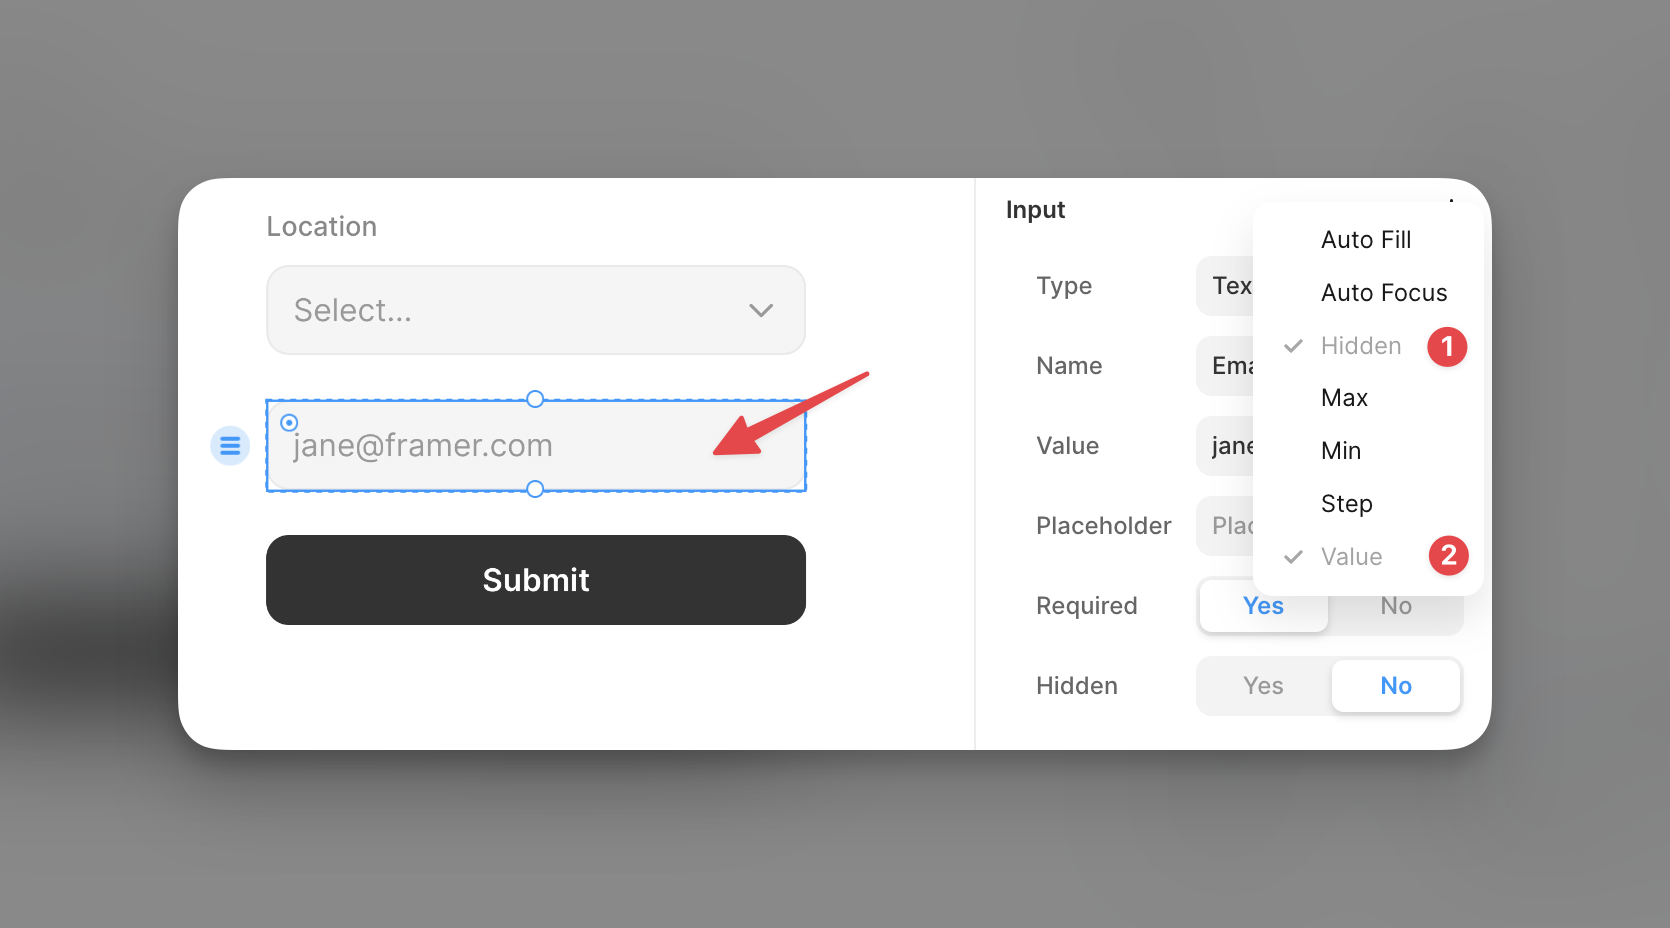 Location
Select...
jane@framer.com
Submit
Input
Type
Tex
Name
Ema
Value
jane
Placeholder
Plac
Required
Yes
No
Hidden
Yes
No
Auto Fill
Auto Focus
Hidden
1
Max
Min
Step
Value
2